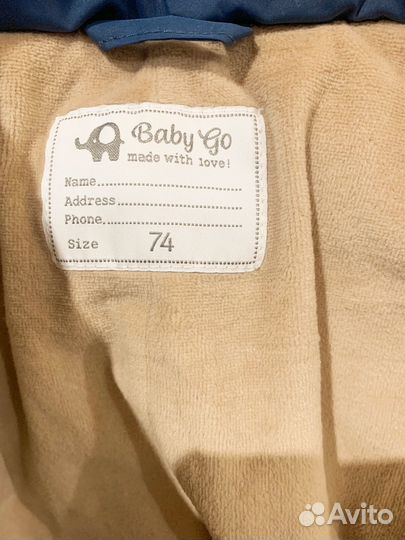 Baby Go
made with love!
Name
Address
Phone
Size 74
Avito